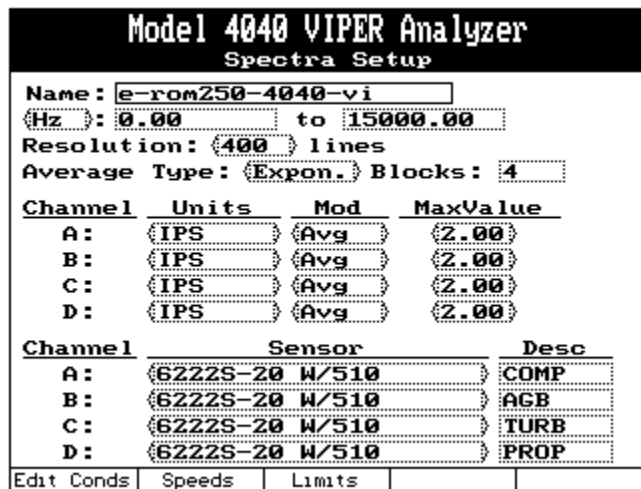 Model 4040 VIPER Analyzer
Spectra Setup
Name: e-rom250-4040-vi
Hz : 0.00 to 15000.00
Resolution: 400 lines
Average Type: Expon. Blocks: 4
Channel Units Mod MaxValue
A: IPS Avg 2.00
B: IPS Avg 2.00
C: IPS Avg 2.00
D: IPS Avg 2.00
Channel Sensor Desc
A: 6222S-20 W/510 COMP
B: 6222S-20 W/510 AGB
C: 6222S-20 W/510 TURB
D: 6222S-20 W/510 PROP
Edit Conds Speeds Limits